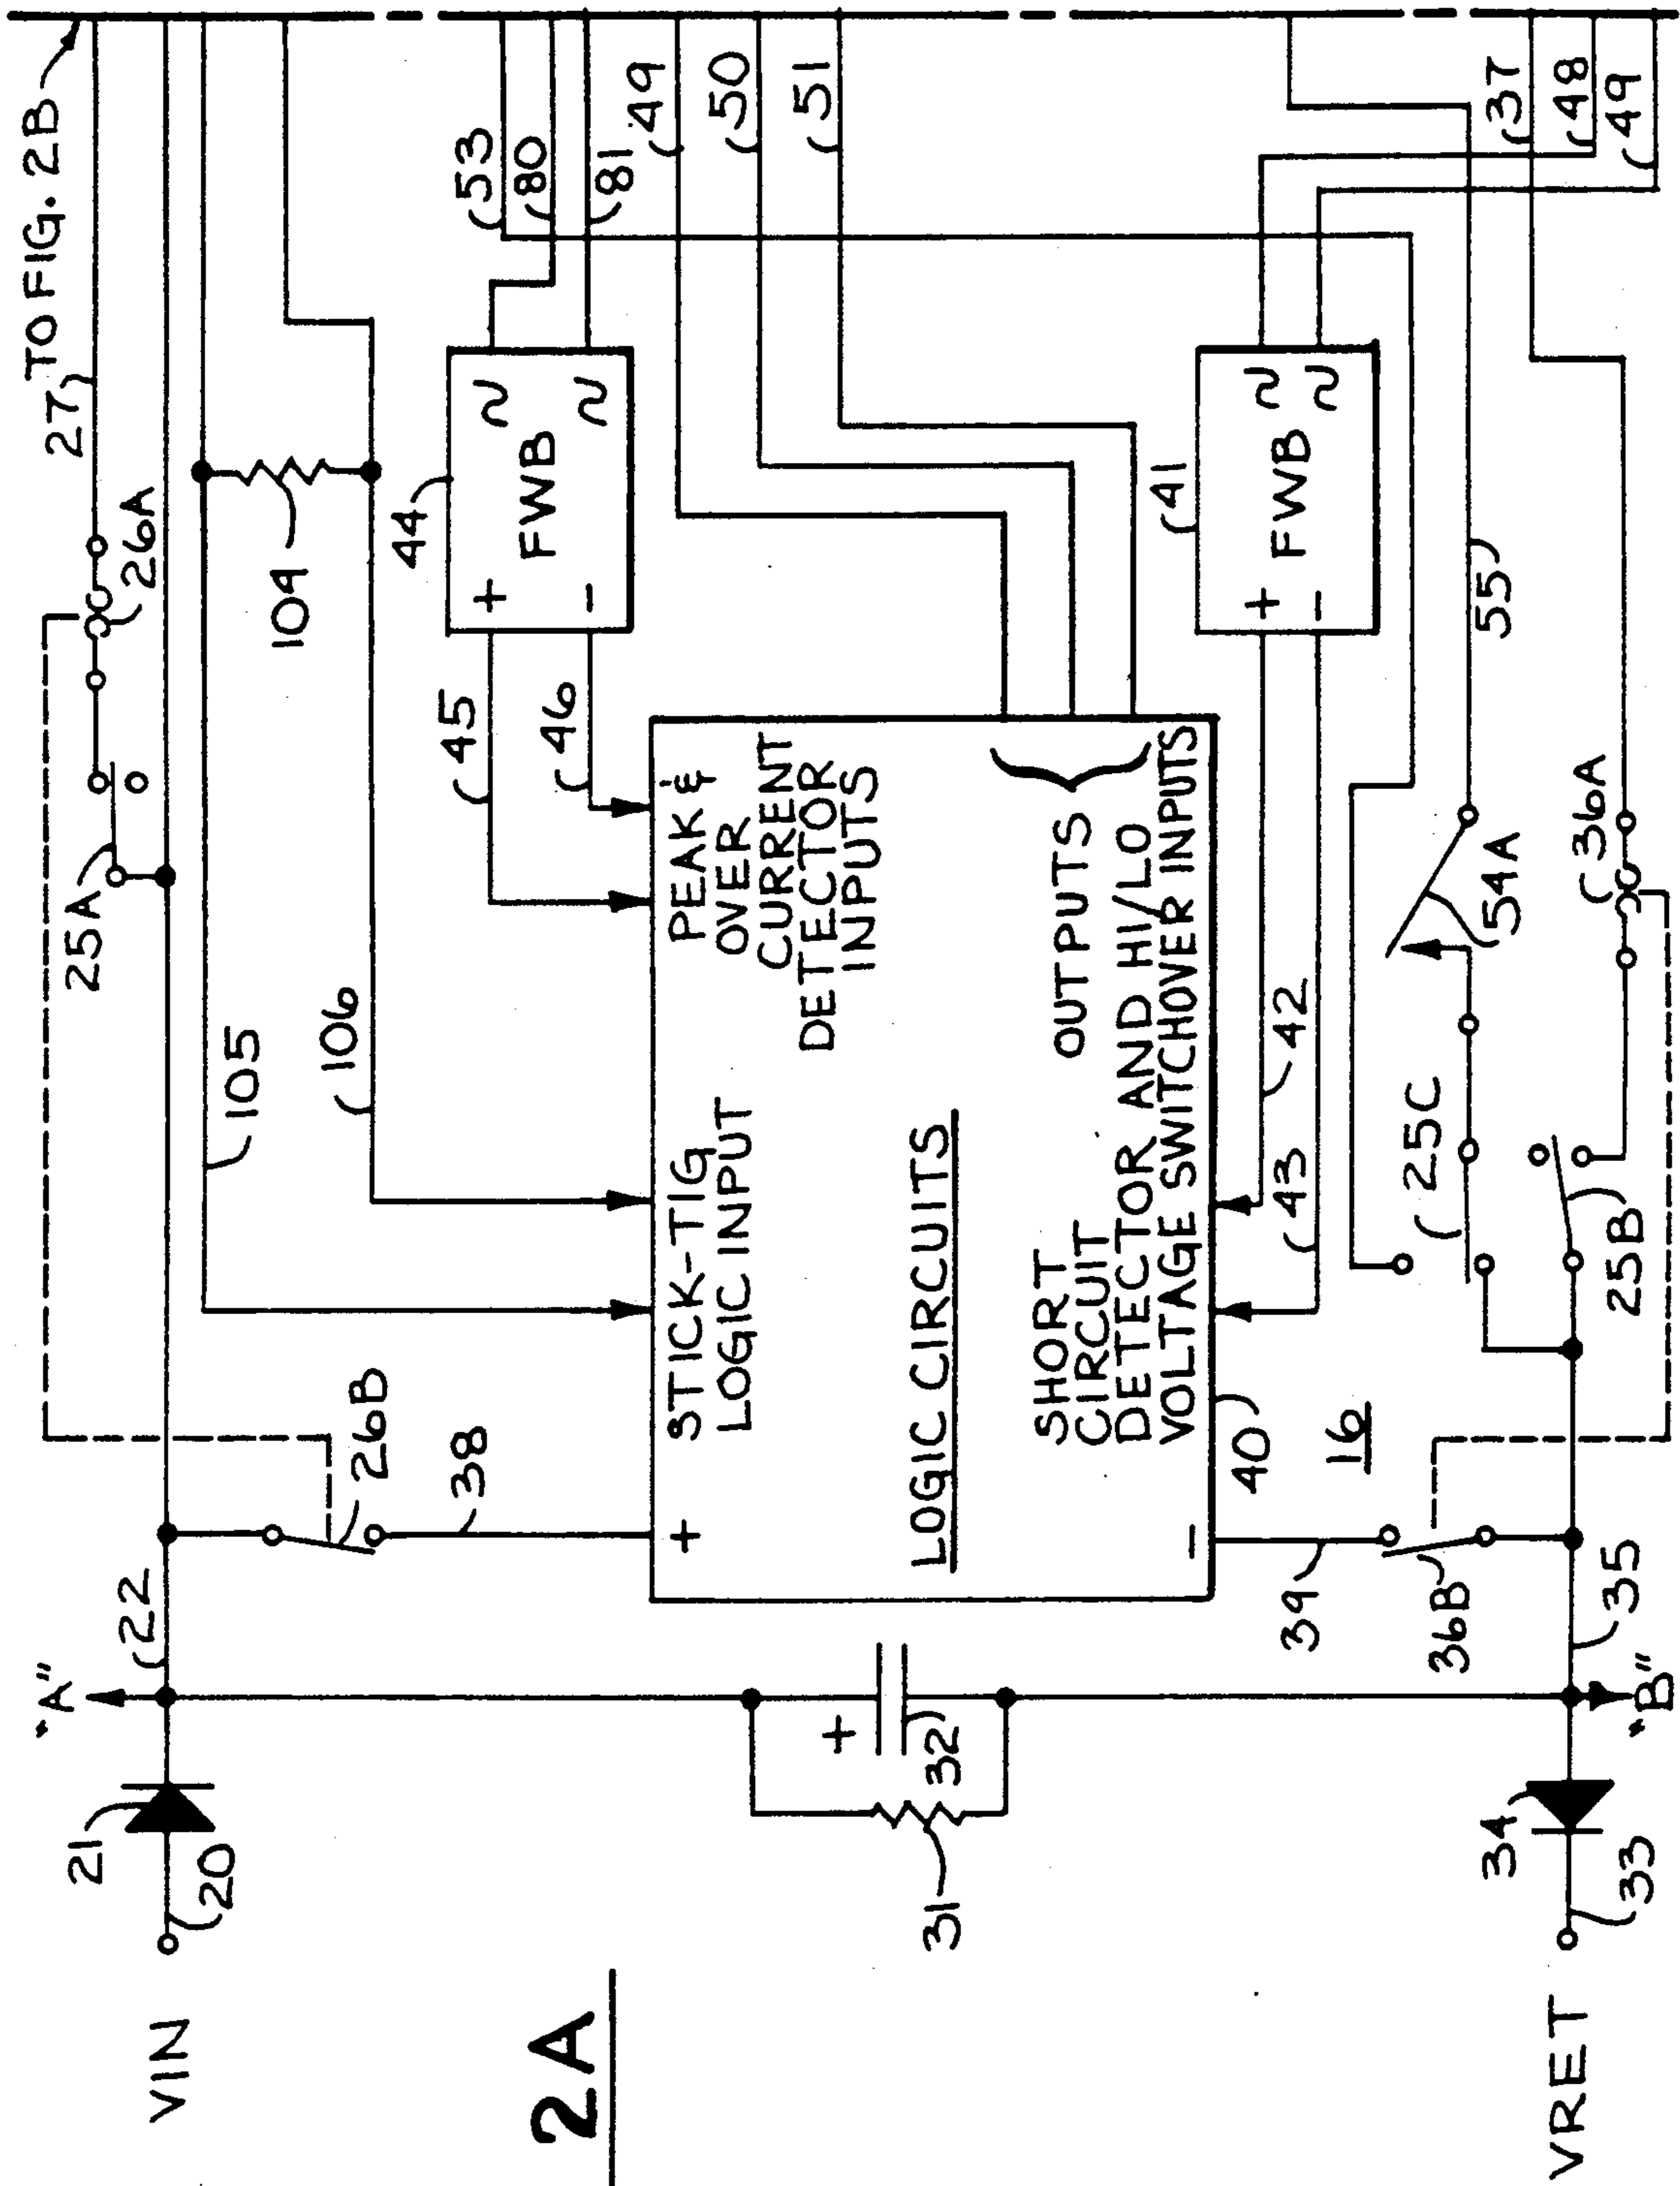 TO FIG. 2B
27
26A
25A
104
105
106
53
80
81
49
50
51
37
48
49
44
+
-
FWB
45
46
41
+
-
FWB
PEAK &
OVER
CURRENT
DETECTOR
INPUTS
STICK-TIG
LOGIC INPUT
OUTPUTS
LOGIC CIRCUITS
SHORT
CIRCUIT
DETECTOR AND HI/LO
VOLTAGE SWITCHOVER INPUTS
+
-
42
43
55
54A
36A
25C
25B
26B
38
40
16
39
36B
35
"A"
22
21
20
VIN
+
32
31
"B"
34
33
VRET
2A